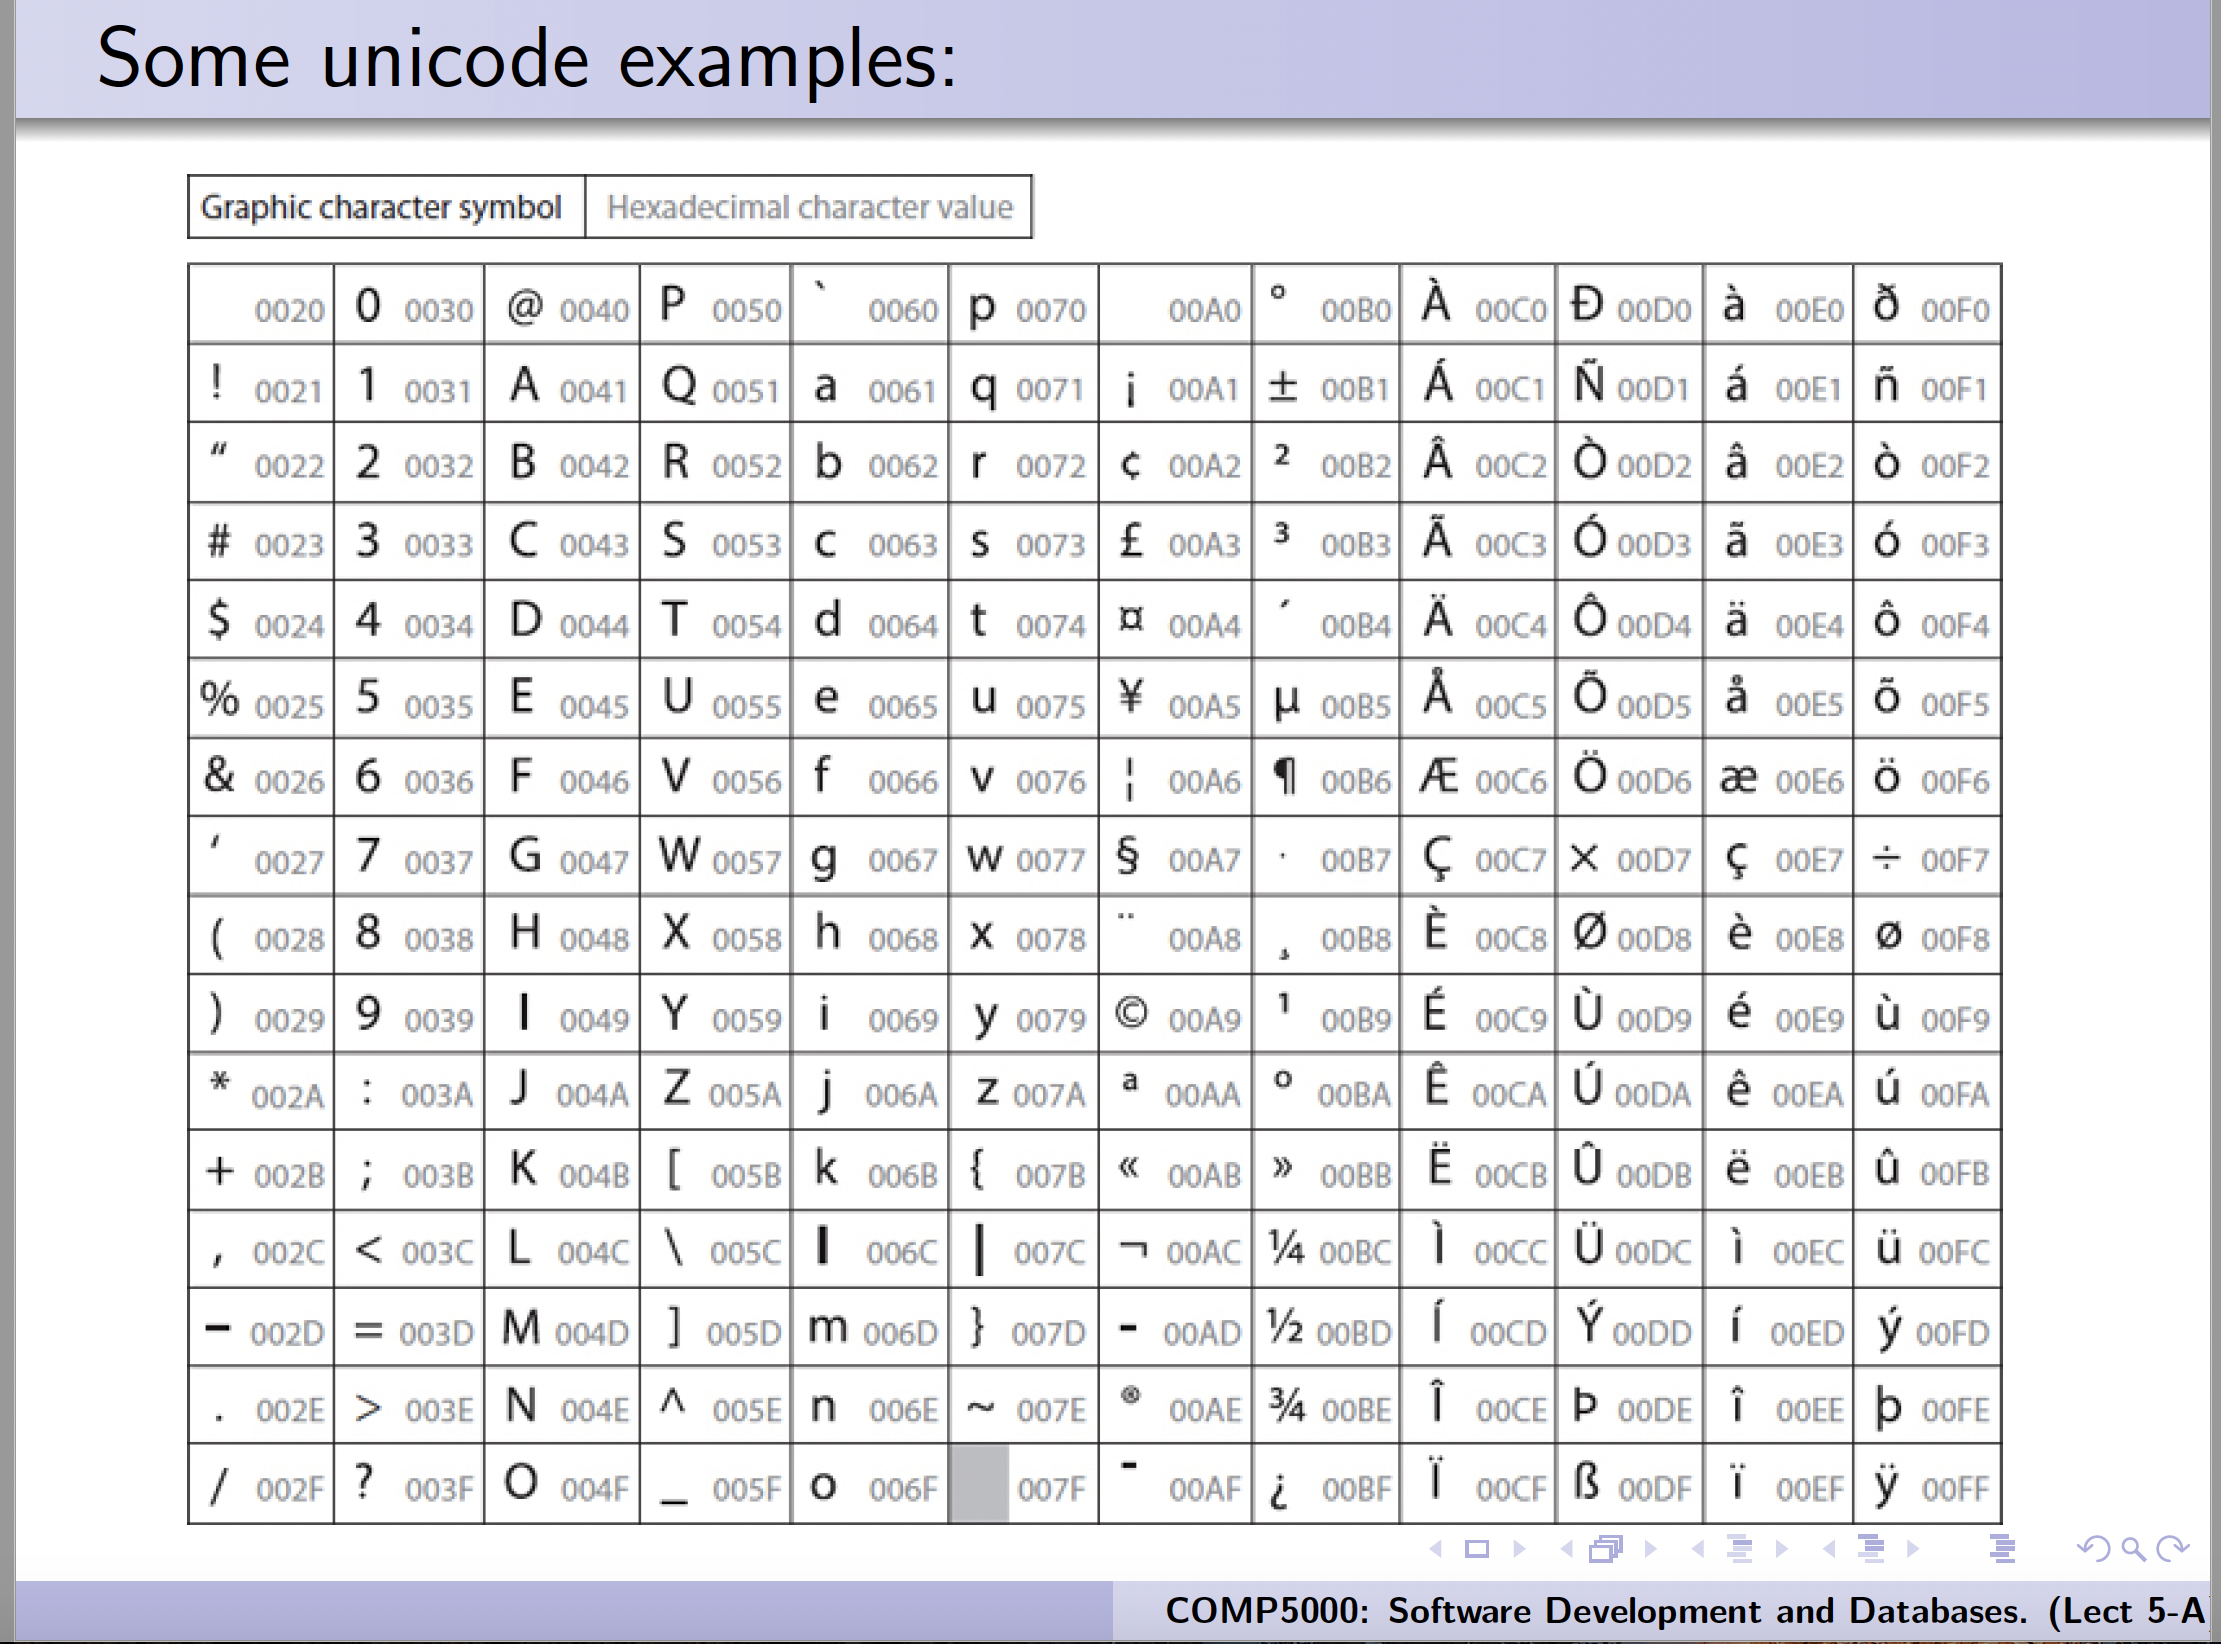 Some unicode examples:
Graphic character symbol Hexadecimal character value
0020 0 0030 @ 0040 P 0050 ` 0060 p 0070 00A0 ° 00B0 À 00C0 Ð 00D0 à 00E0 ð 00F0
! 0021 1 0031 A 0041 Q 0051 a 0061 q 0071 ¡ 00A1 ± 00B1 Á 00C1 Ñ 00D1 á 00E1 ñ 00F1
" 0022 2 0032 B 0042 R 0052 b 0062 r 0072 ¢ 00A2 ² 00B2 Â 00C2 Ò 00D2 â 00E2 ò 00F2
# 0023 3 0033 C 0043 S 0053 c 0063 s 0073 £ 00A3 ³ 00B3 Ã 00C3 Ó 00D3 ã 00E3 ó 00F3
$ 0024 4 0034 D 0044 T 0054 d 0064 t 0074 ¤ 00A4 ´ 00B4 Ä 00C4 Ô 00D4 ä 00E4 ô 00F4
% 0025 5 0035 E 0045 U 0055 e 0065 u 0075 ¥ 00A5 µ 00B5 Å 00C5 Õ 00D5 å 00E5 õ 00F5
& 0026 6 0036 F 0046 V 0056 f 0066 v 0076 ¦ 00A6 ¶ 00B6 Æ 00C6 Ö 00D6 æ 00E6 ö 00F6
' 0027 7 0037 G 0047 W 0057 g 0067 w 0077 § 00A7 · 00B7 Ç 00C7 × 00D7 ç 00E7 ÷ 00F7
( 0028 8 0038 H 0048 X 0058 h 0068 x 0078 ¨ 00A8 ¸ 00B8 È 00C8 Ø 00D8 è 00E8 ø 00F8
) 0029 9 0039 I 0049 Y 0059 i 0069 y 0079 © 00A9 ¹ 00B9 É 00C9 Ù 00D9 é 00E9 ù 00F9
* 002A : 003A J 004A Z 005A j 006A z 007A ª 00AA º 00BA Ê 00CA Ú 00DA ê 00EA ú 00FA
+ 002B ; 003B K 004B [ 005B k 006B { 007B « 00AB » 00BB Ë 00CB Û 00DB ë 00EB û 00FB
, 002C < 003C L 004C \ 005C l 006C | 007C ¬ 00AC ¼ 00BC Ì 00CC Ü 00DC ì 00EC ü 00FC
- 002D = 003D M 004D ] 005D m 006D } 007D - 00AD ½ 00BD Í 00CD Ý 00DD í 00ED ý 00FD
. 002E > 003E N 004E ^ 005E n 006E ~ 007E ® 00AE ¾ 00BE Î 00CE Þ 00DE î 00EE þ 00FE
/ 002F ? 003F O 004F _ 005F o 006F 007F ¯ 00AF ¿ 00BF Ï 00CF ß 00DF ï 00EF ÿ 00FF
COMP5000: Software Development and Databases. (Lect 5-A